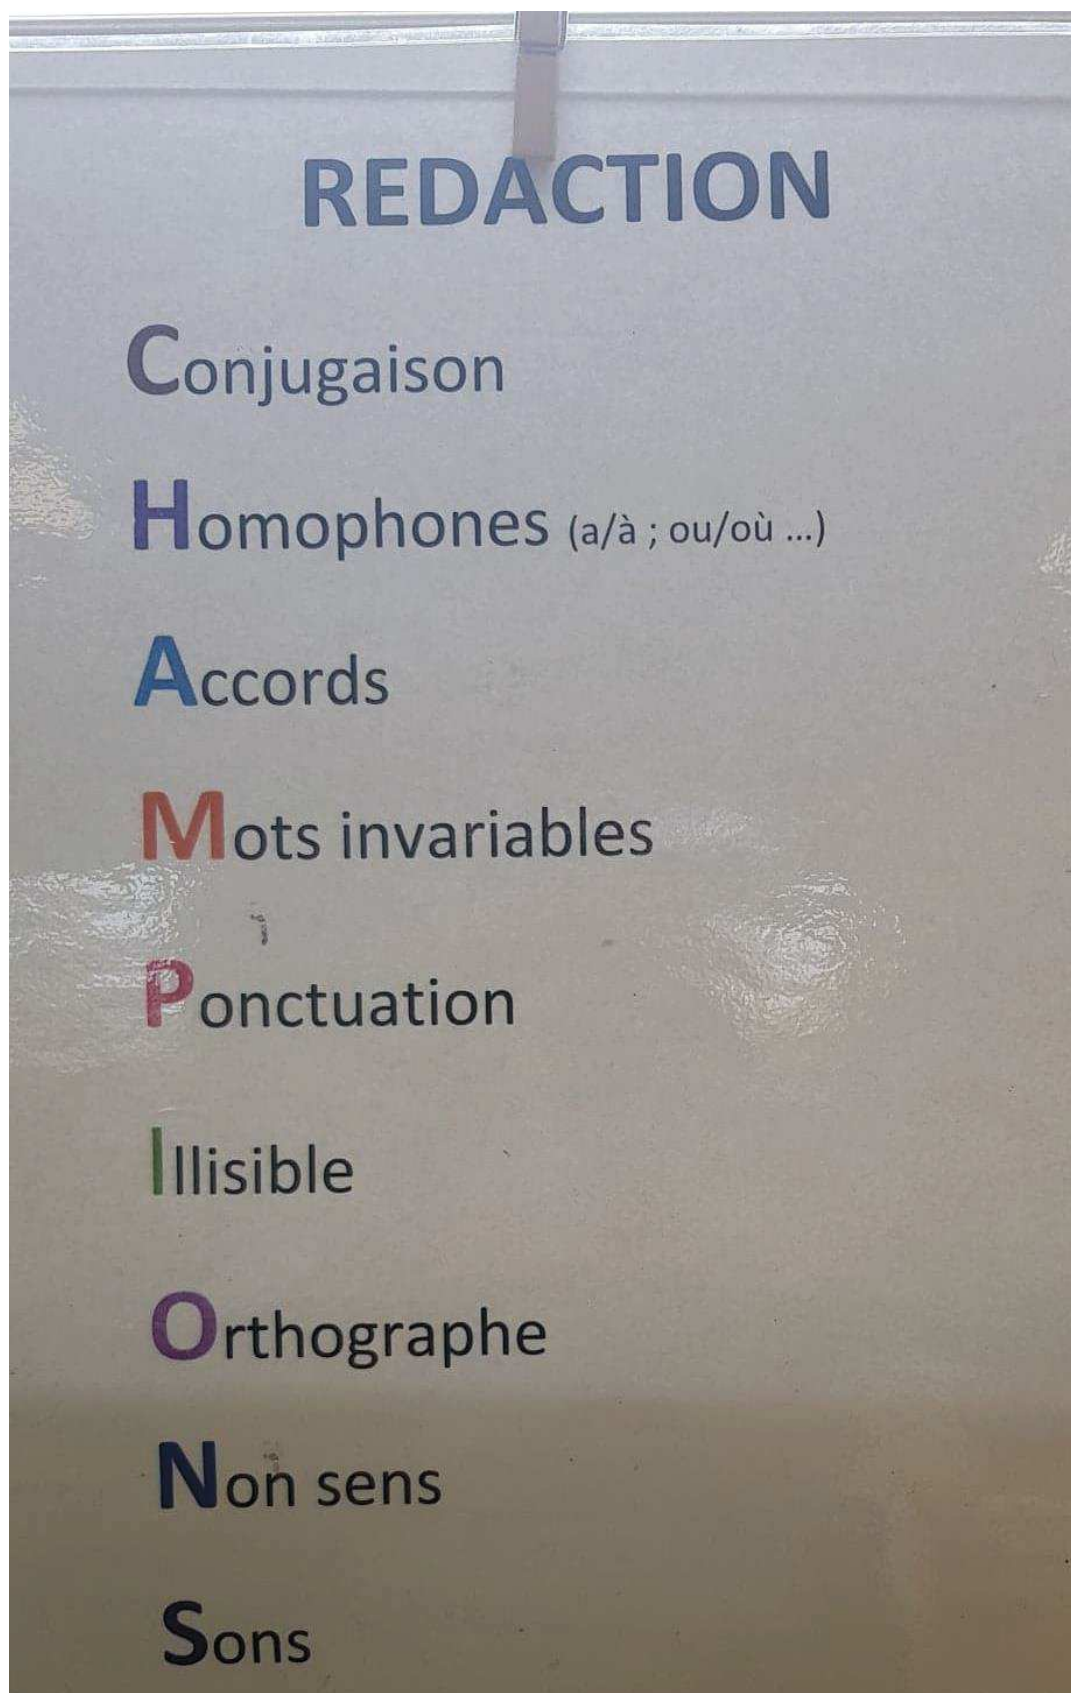 REDACTION
Conjugaison
Homophones (a/à ; ou/où ...)
Accords
Mots invariables
Ponctuation
Illisible
Orthographe
Non sens
Sons